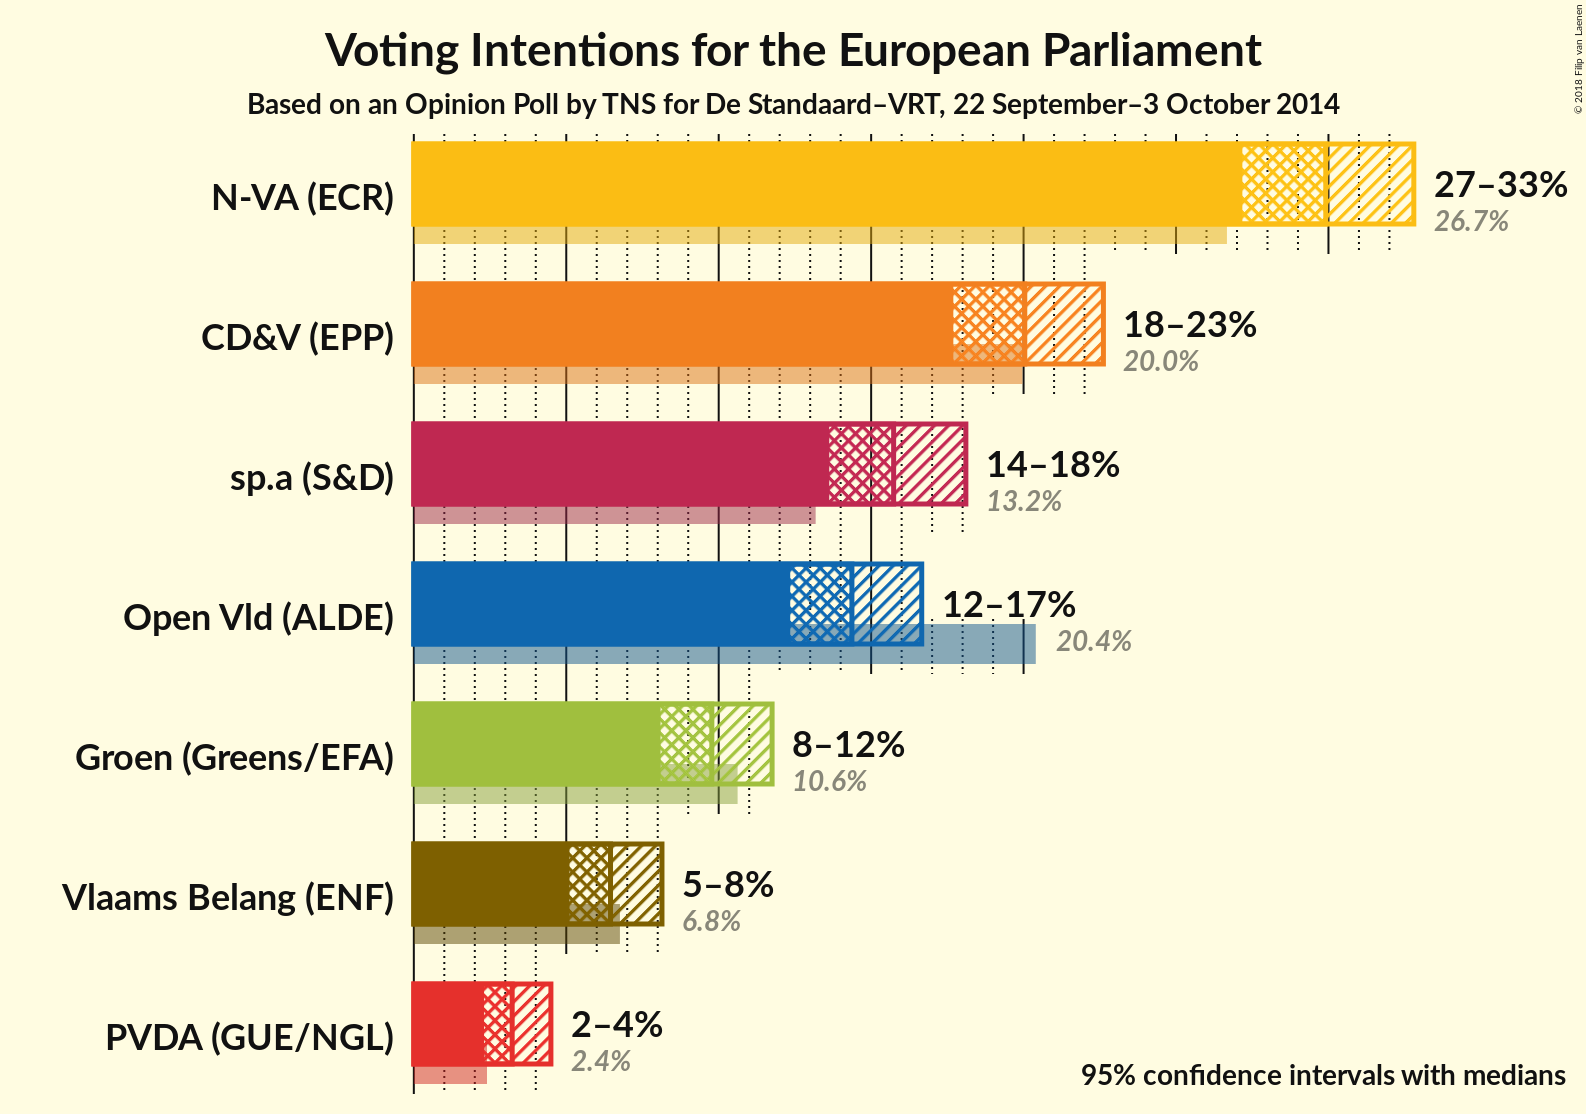 Voting Intentions for the European Parliament
Based on an Opinion Poll by TNS for De Standaard–VRT, 22 September–3 October 2014
© 2018 Filip van Laenen
N-VA (ECR)
27–33%
26.7%
CD&V (EPP)
18–23%
20.0%
sp.a (S&D)
14–18%
13.2%
Open Vld (ALDE)
12–17%
20.4%
Groen (Greens/EFA)
8–12%
10.6%
Vlaams Belang (ENF)
5–8%
6.8%
PVDA (GUE/NGL)
2–4%
2.4%
95% confidence intervals with medians